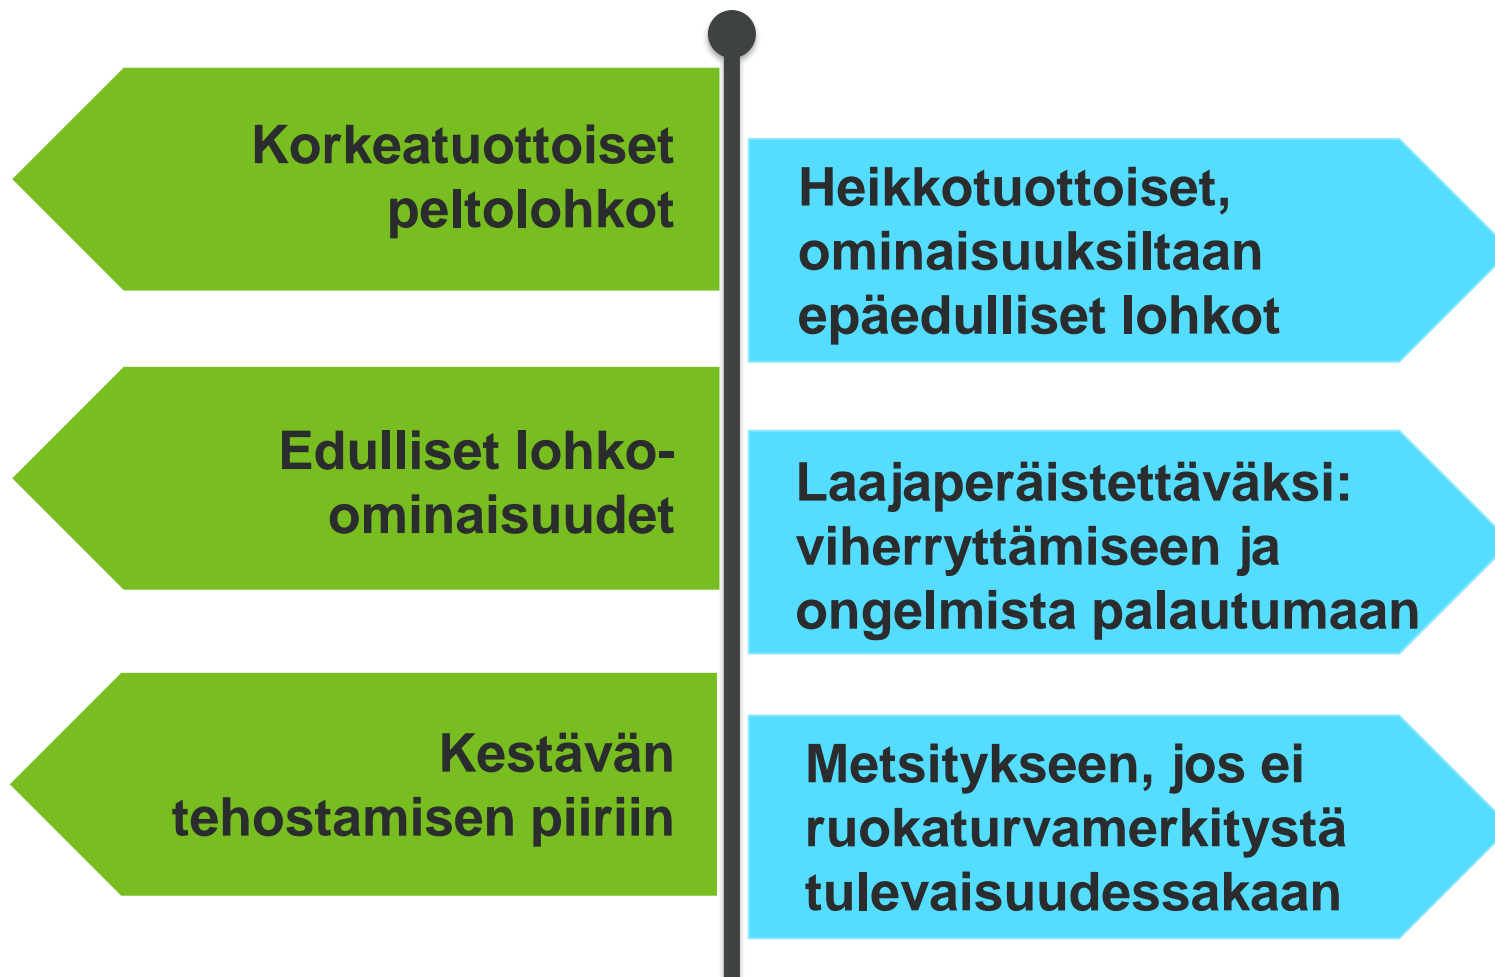 Korkeatuottoiset
peltolohkot
Edulliset lohko-
ominaisuudet
Kestävän
tehostamisen piiriin
Heikkotuottoiset,
ominaisuuksiltaan
epäedulliset lohkot
Laajaperäistettäväksi:
viherryttämiseen ja
ongelmista palautumaan
Metsitykseen, jos ei
ruokaturvamerkitystä
tulevaisuudessakaan